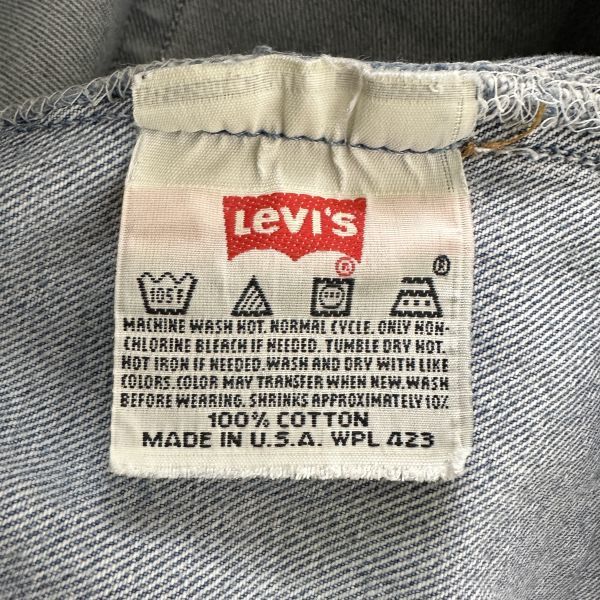 Levi's
®
®
105F
MACHINE WASH HOT. NORMAL CYCLE. ONLY NON-
CHLORINE BLEACH IF NEEDED. TUMBLE DRY HOT.
HOT IRON IF NEEDED. WASH AND DRY WITH LIKE
COLORS. COLOR MAY TRANSFER WHEN NEW. WASH
BEFORE WEARING. SHRINKS APPROXIMATELY 10%
100% COTTON
MADE IN U.S.A. WPL 423